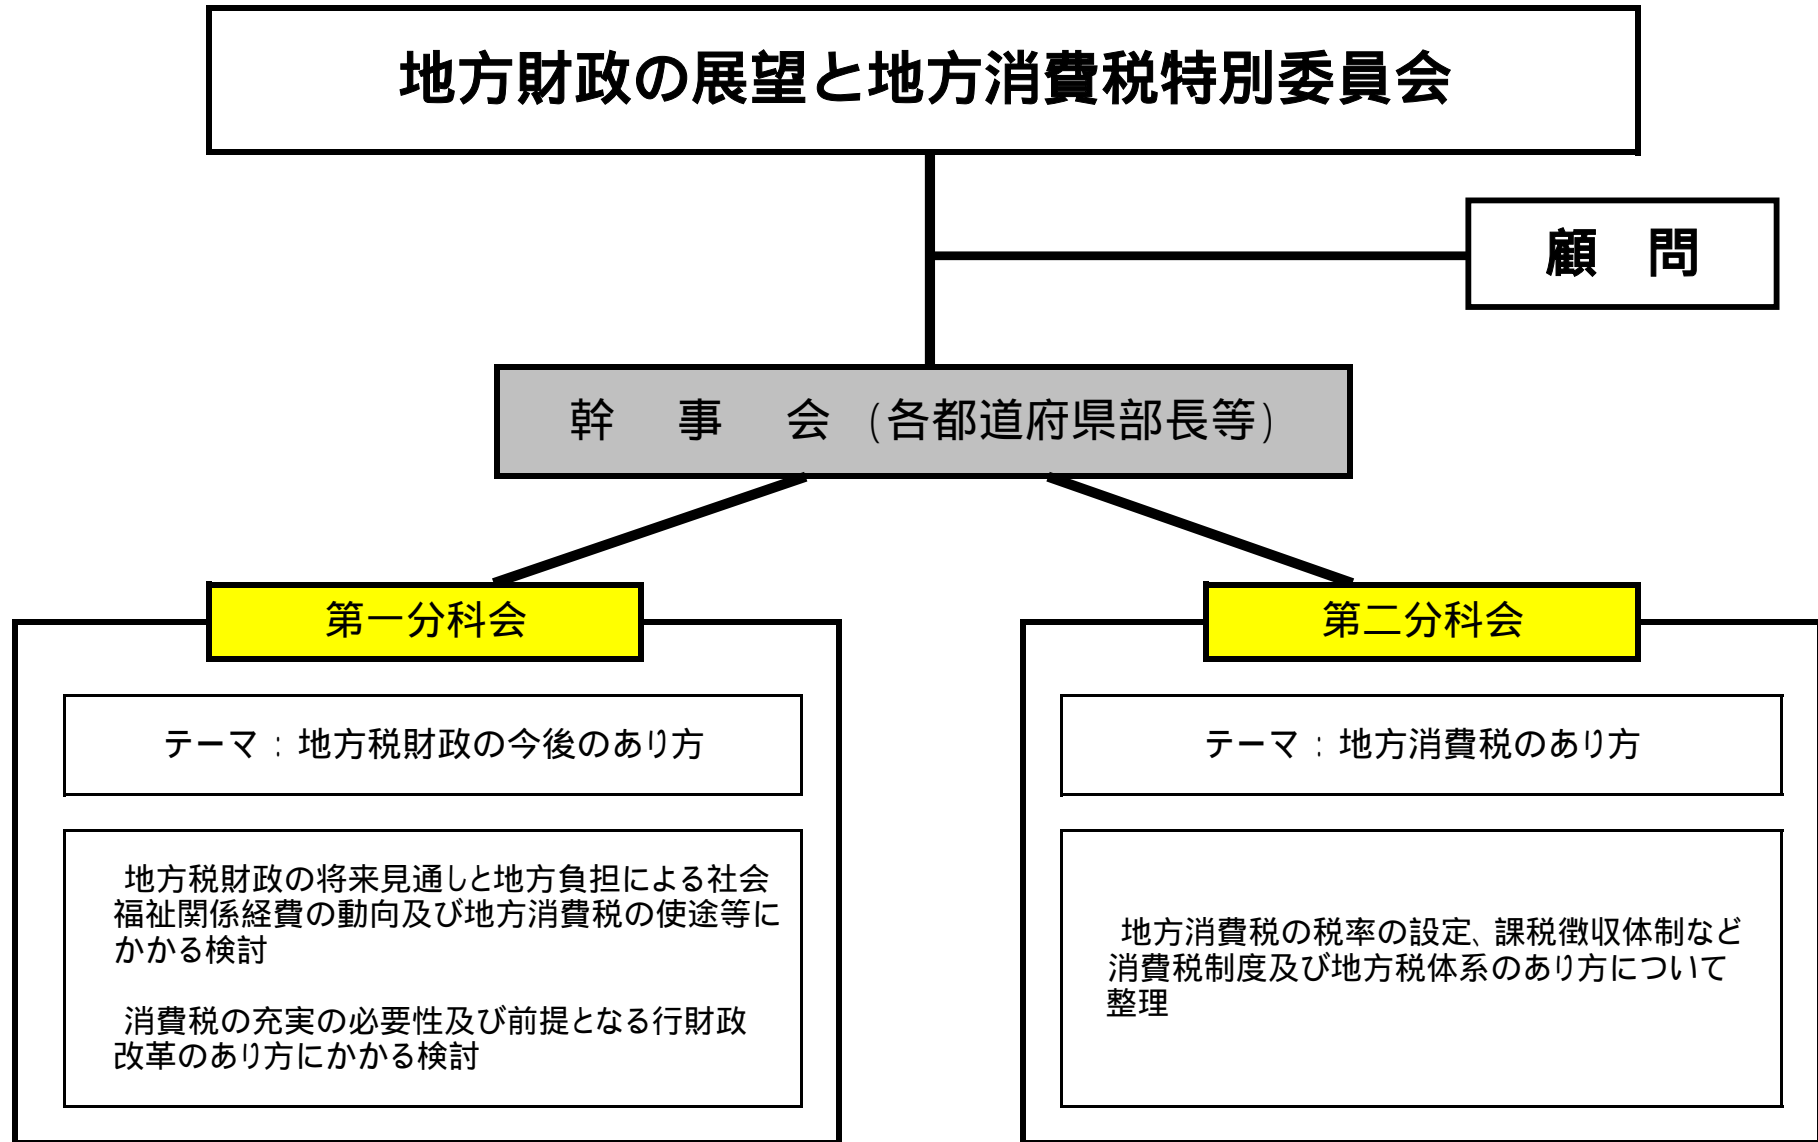 地方財政の展望と地方消費税特別委員会
顧　問
幹　事　会（各都道府県部長等）
第一分科会
テーマ：地方税財政の今後のあり方
地方税財政の将来見通しと地方負担による社会
福祉関係経費の動向及び地方消費税の使途等に
かかる検討
消費税の充実の必要性及び前提となる行財政
改革のあり方にかかる検討
第二分科会
テーマ：地方消費税のあり方
地方消費税の税率の設定、課税徴収体制など
消費税制度及び地方税体系のあり方について
整理